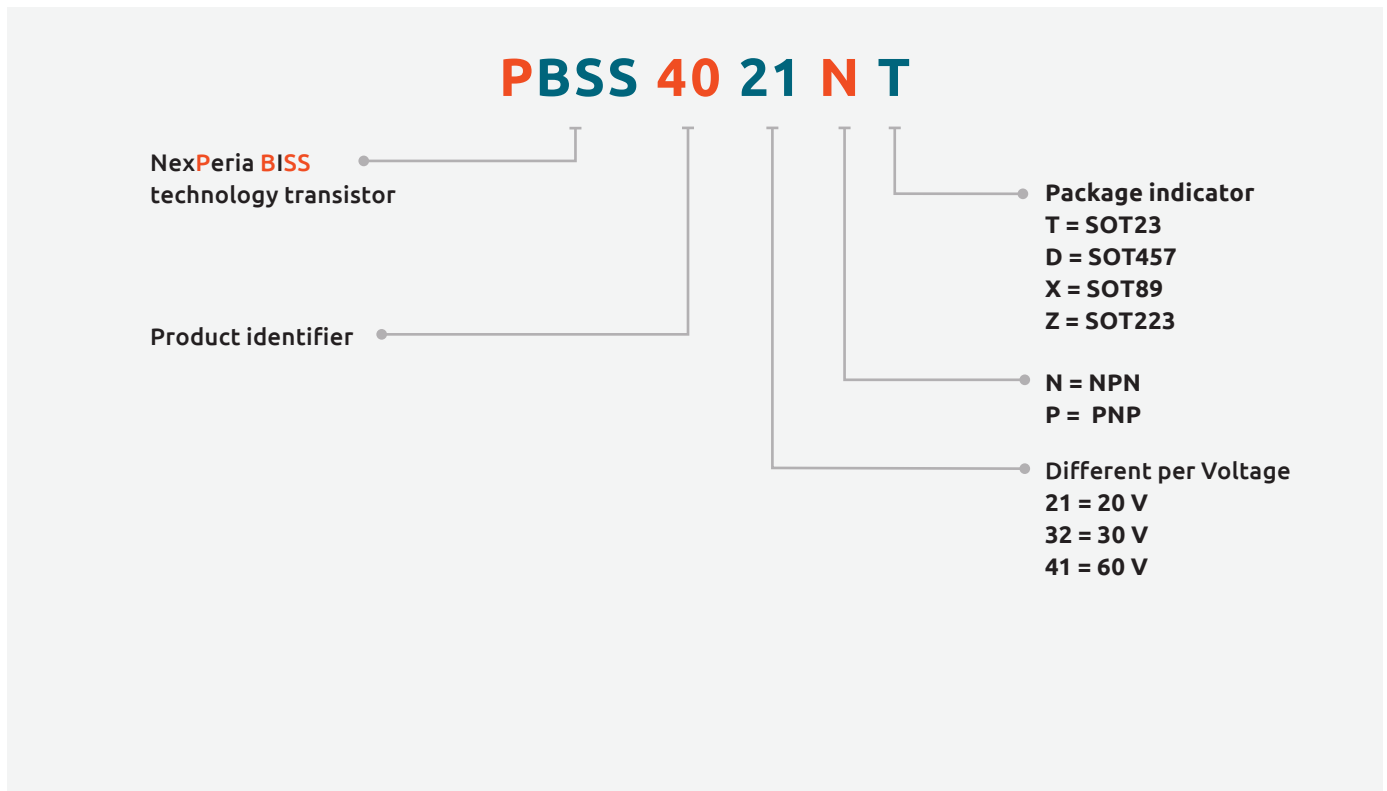 PBSS 40 21 N T
NexPeria BISS
technology transistor
Product identifier
Package indicator
T = SOT23
D = SOT457
X = SOT89
Z = SOT223
N = NPN
P = PNP
Different per Voltage
21 = 20 V
32 = 30 V
41 = 60 V